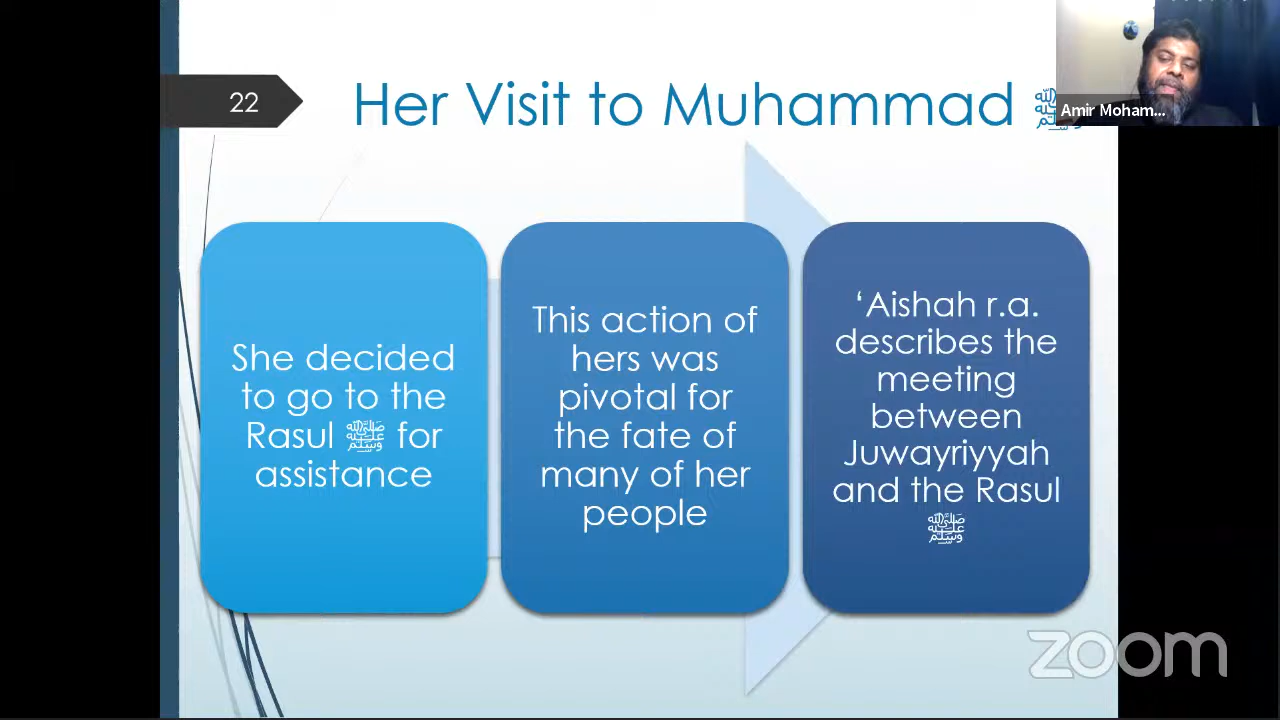 22
Her Visit to Muhammad ﷺ
Amir Moham...
She decided
to go to the
Rasul ﷺ for
assistance
This action of
hers was
pivotal for
the fate of
many of her
people
‘Aishah r.a.
describes the
meeting
between
Juwayriyyah
and the Rasul
ﷺ
zoom